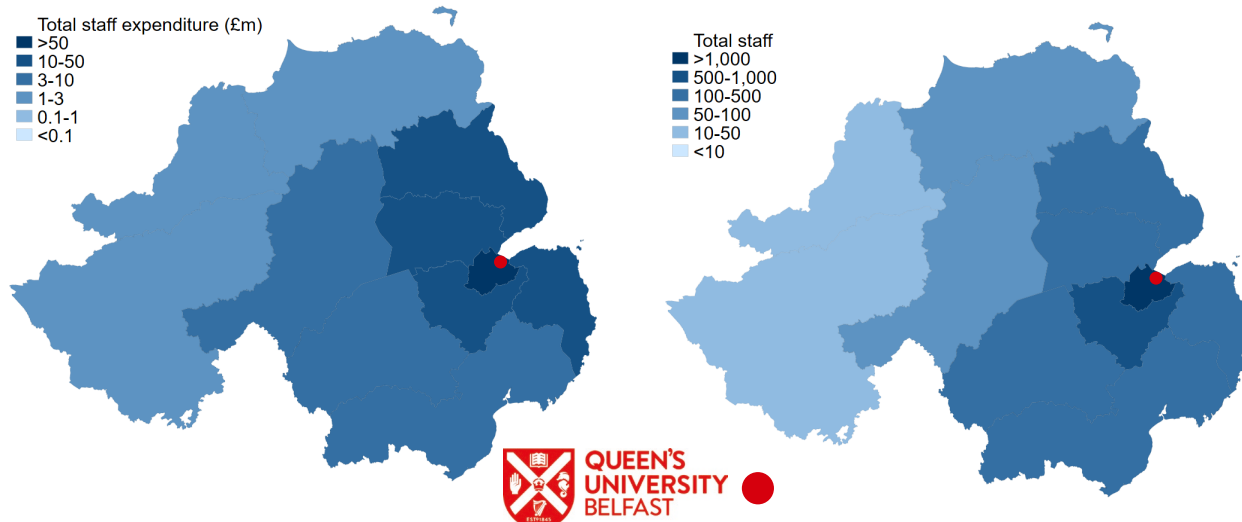 Total staff expenditure (£m)
>50
10-50
3-10
1-3
0.1-1
<0.1
Total staff
>1,000
500-1,000
100-500
50-100
10-50
<10
QUEEN'S
UNIVERSITY
BELFAST
EST1845